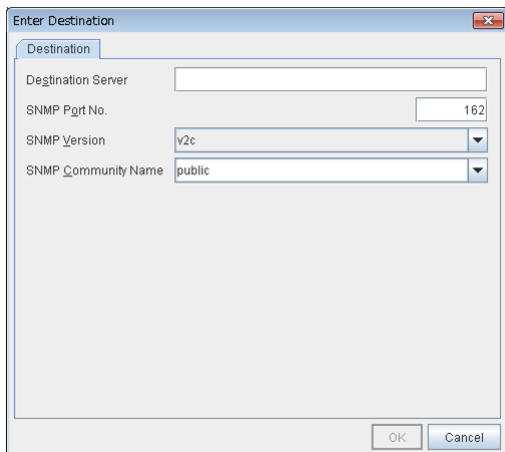 Enter Destination
Destination
Destination Server
SNMP Port No. 162
SNMP Version v2c
SNMP Community Name public
OK Cancel